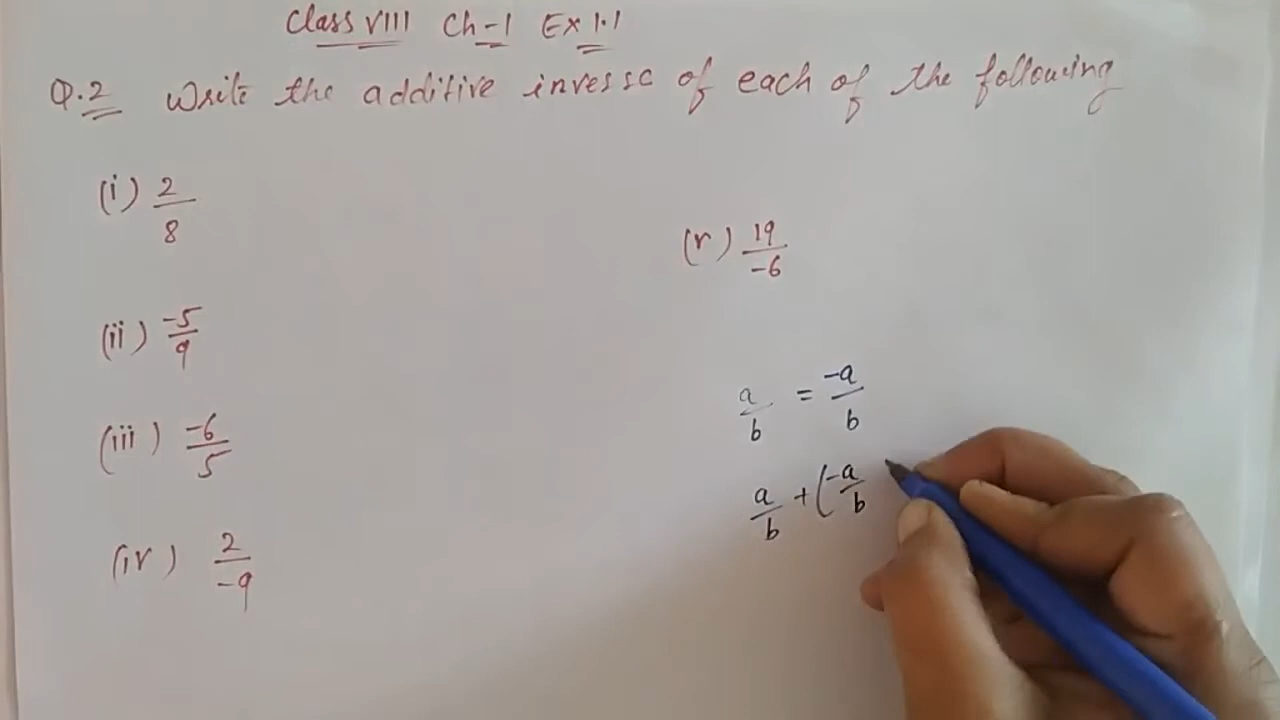 Class VIII Ch-1 Ex 1.1
Q.2 Write the additive inverse of each of the following
(i) 2/8
(ii) -5/9
(iii) -6/5
(iv) 2/-9
(v) 19/-6
a/b = -a/b
a/b + (-a/b